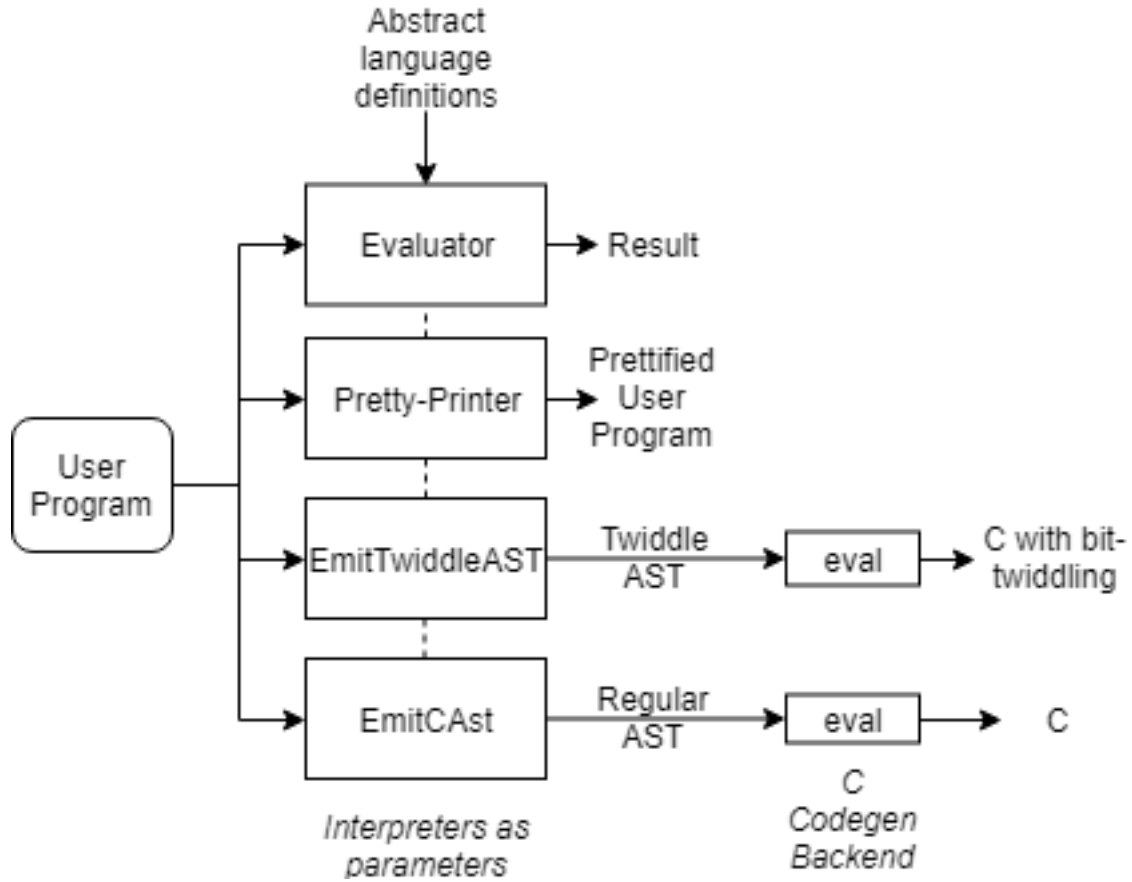 Abstract
language
definitions
Evaluator
Result
Pretty-Printer
Prettified
User
Program
User
Program
EmitTwiddleAST
Twiddle
AST
eval
C with bit-
twiddling
EmitCAst
Regular
AST
eval
C
Interpreters as
parameters
C
Codegen
Backend